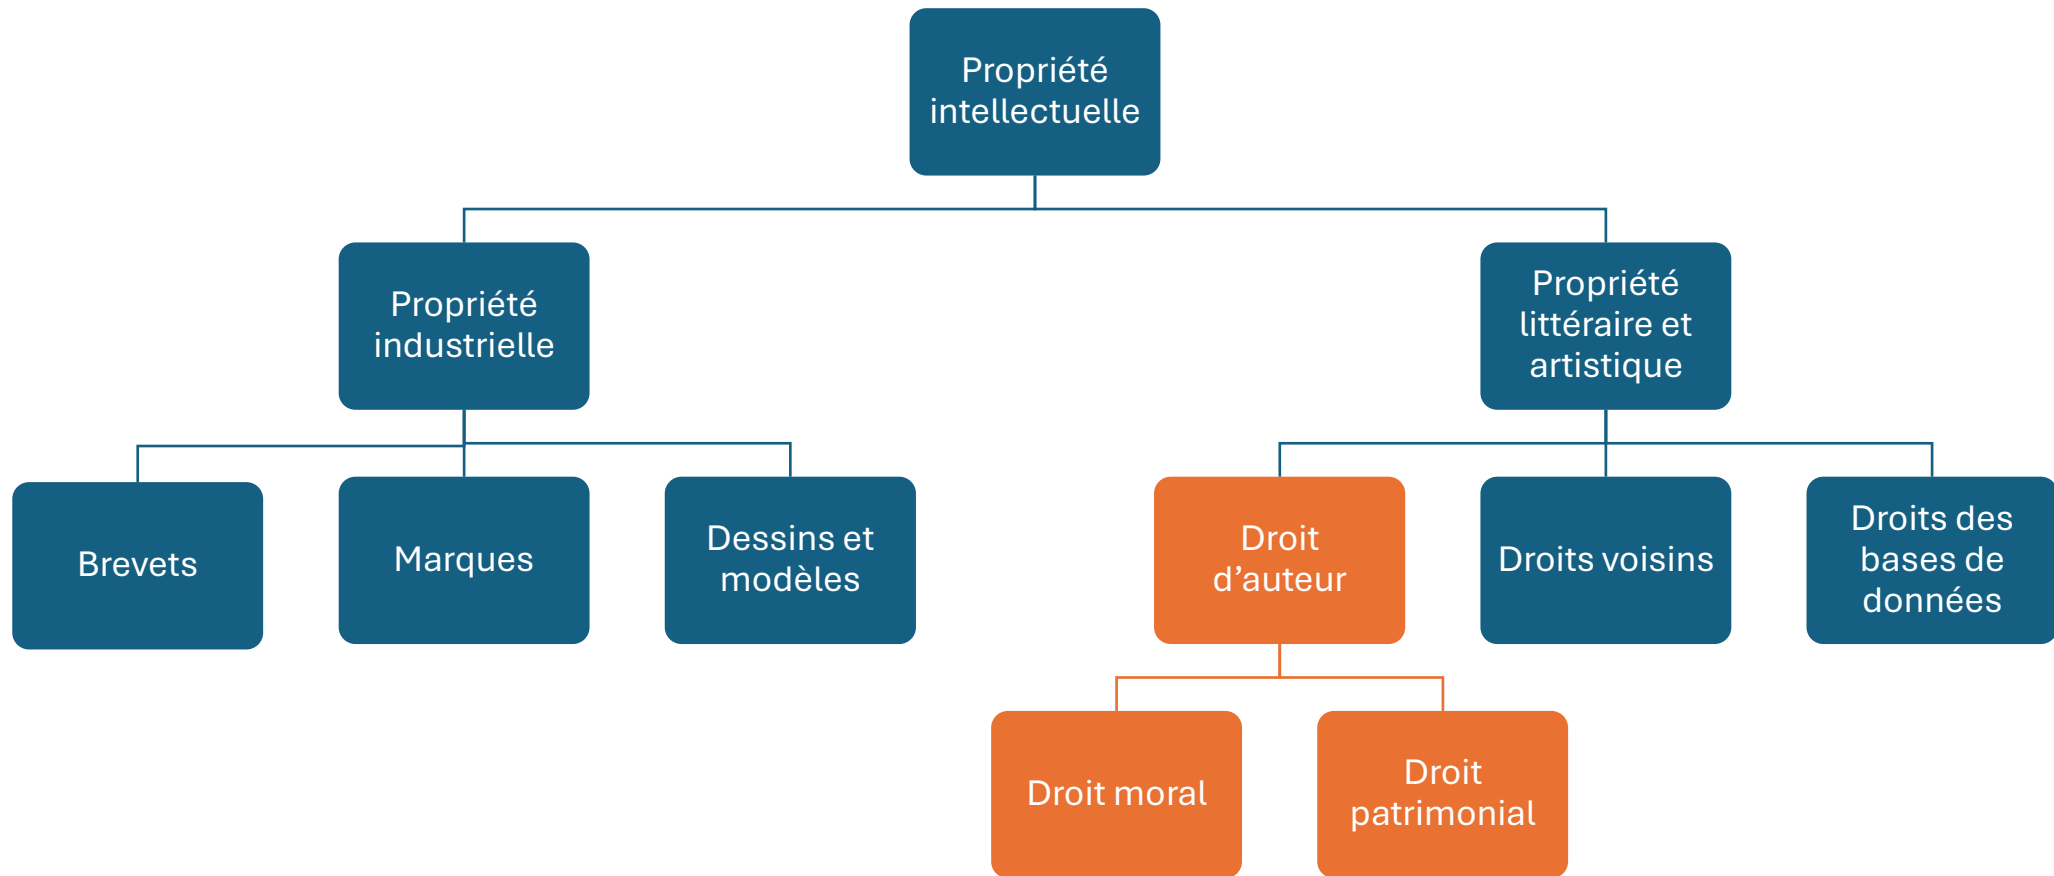 Propriété
intellectuelle
Propriété
industrielle
Propriété
littéraire et
artistique
Brevets
Marques
Dessins et
modèles
Droit
d’auteur
Droits voisins
Droits des
bases de
données
Droit moral
Droit
patrimonial